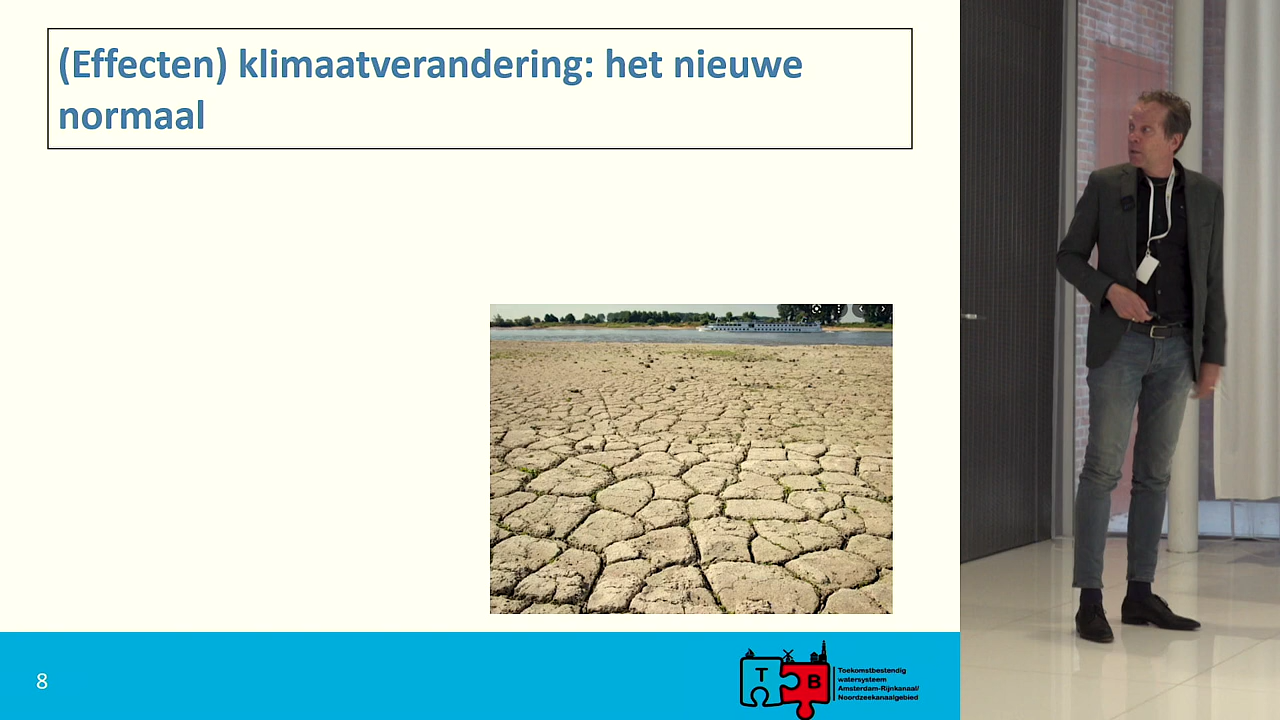 (Effecten) klimaatverandering: het nieuwe
normaal
8
T
B
Toekomstbestendig
watersysteem
Amsterdam-Rijnkanaal/
Noordzeekanaalgebied